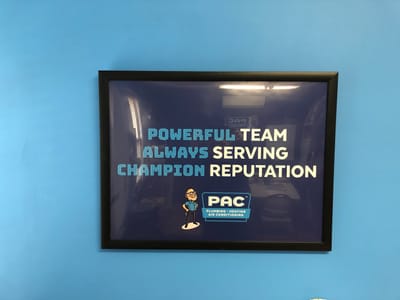 POWERFUL TEAM
ALWAYS SERVING
CHAMPION REPUTATION
PAC
PLUMBING • HEATING
AIR CONDITIONING